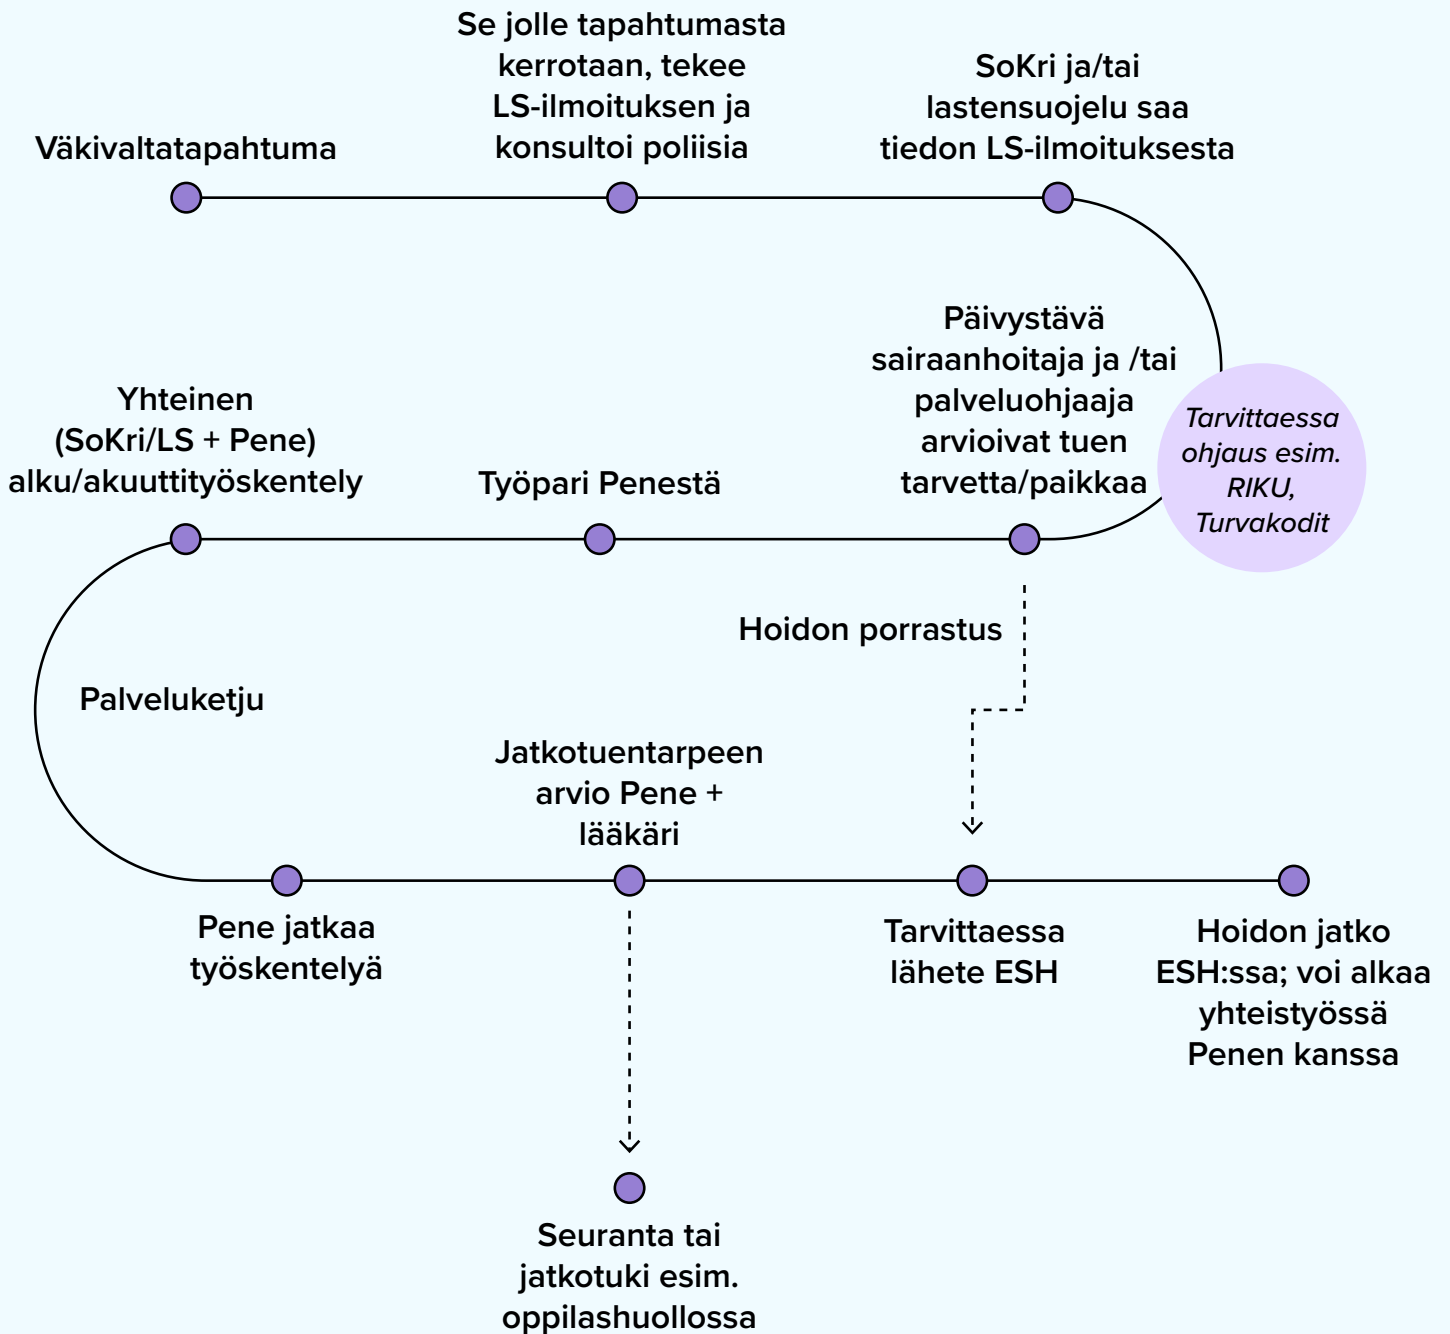 Väkivaltatapahtuma
Se jolle tapahtumasta
kerrotaan, tekee
LS-ilmoituksen ja
konsultoi poliisia
SoKri ja/tai
lastensuojelu saa
tiedon LS-ilmoituksesta
Tarvittaessa
ohjaus esim.
RIKU,
Turvakodit
Päivystävä
sairaanhoitaja ja /tai
palveluohjaaja
arvioivat tuen
tarvetta/paikkaa
Työpari Penestä
Yhteinen
(SoKri/LS + Pene)
alku/akuuttityöskentely
Hoidon porrastus
Palveluketju
Pene jatkaa
työskentelyä
Jatkotuentarpeen
arvio Pene +
lääkäri
Tarvittaessa
lähete ESH
Hoidon jatko
ESH:ssa; voi alkaa
yhteistyössä
Penen kanssa
Seuranta tai
jatkotuki esim.
oppilashuollossa